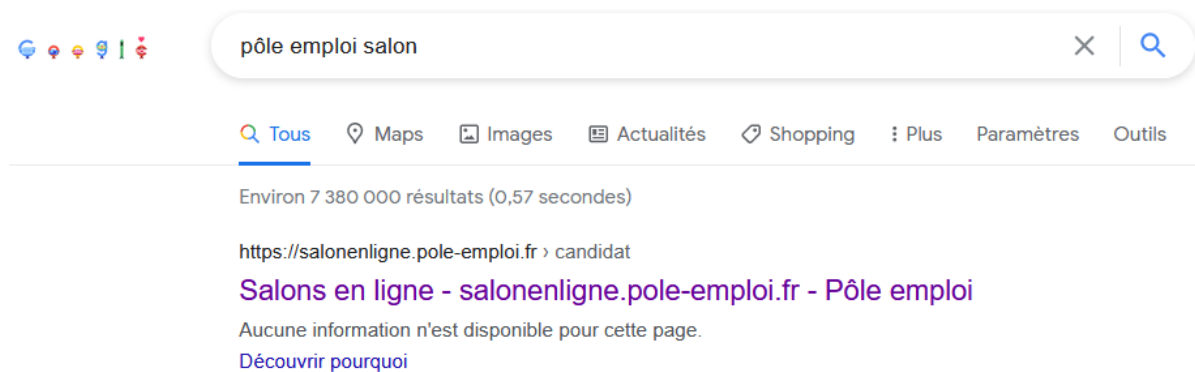 Google
pôle emploi salon
Tous Maps Images Actualités Shopping Plus Paramètres Outils
Environ 7 380 000 résultats (0,57 secondes)
https://salonenligne.pole-emploi.fr › candidat
Salons en ligne - salonenligne.pole-emploi.fr - Pôle emploi
Aucune information n'est disponible pour cette page.
Découvrir pourquoi